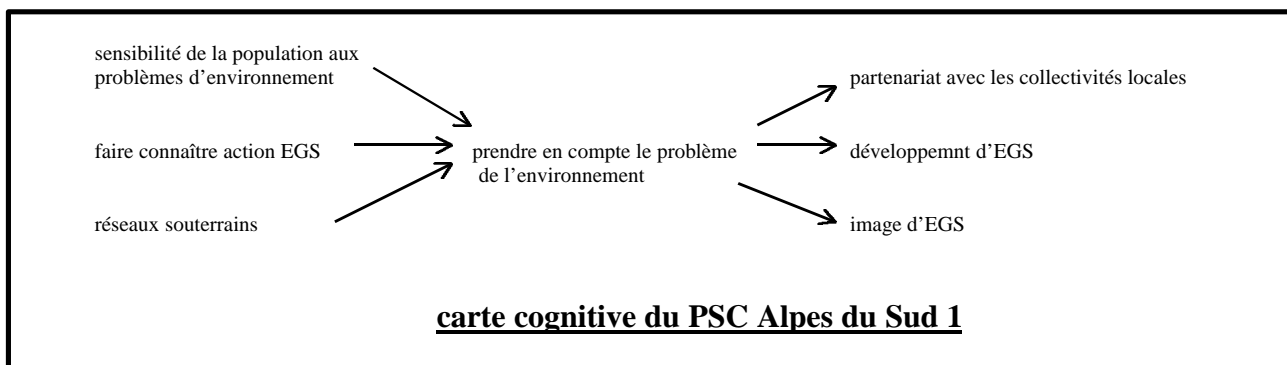 sensibilité de la population aux
problèmes d'environnement
faire connaître action EGS
réseaux souterrains
prendre en compte le problème
de l'environnement
partenariat avec les collectivités locales
développemnt d'EGS
image d'EGS
carte cognitive du PSC Alpes du Sud 1